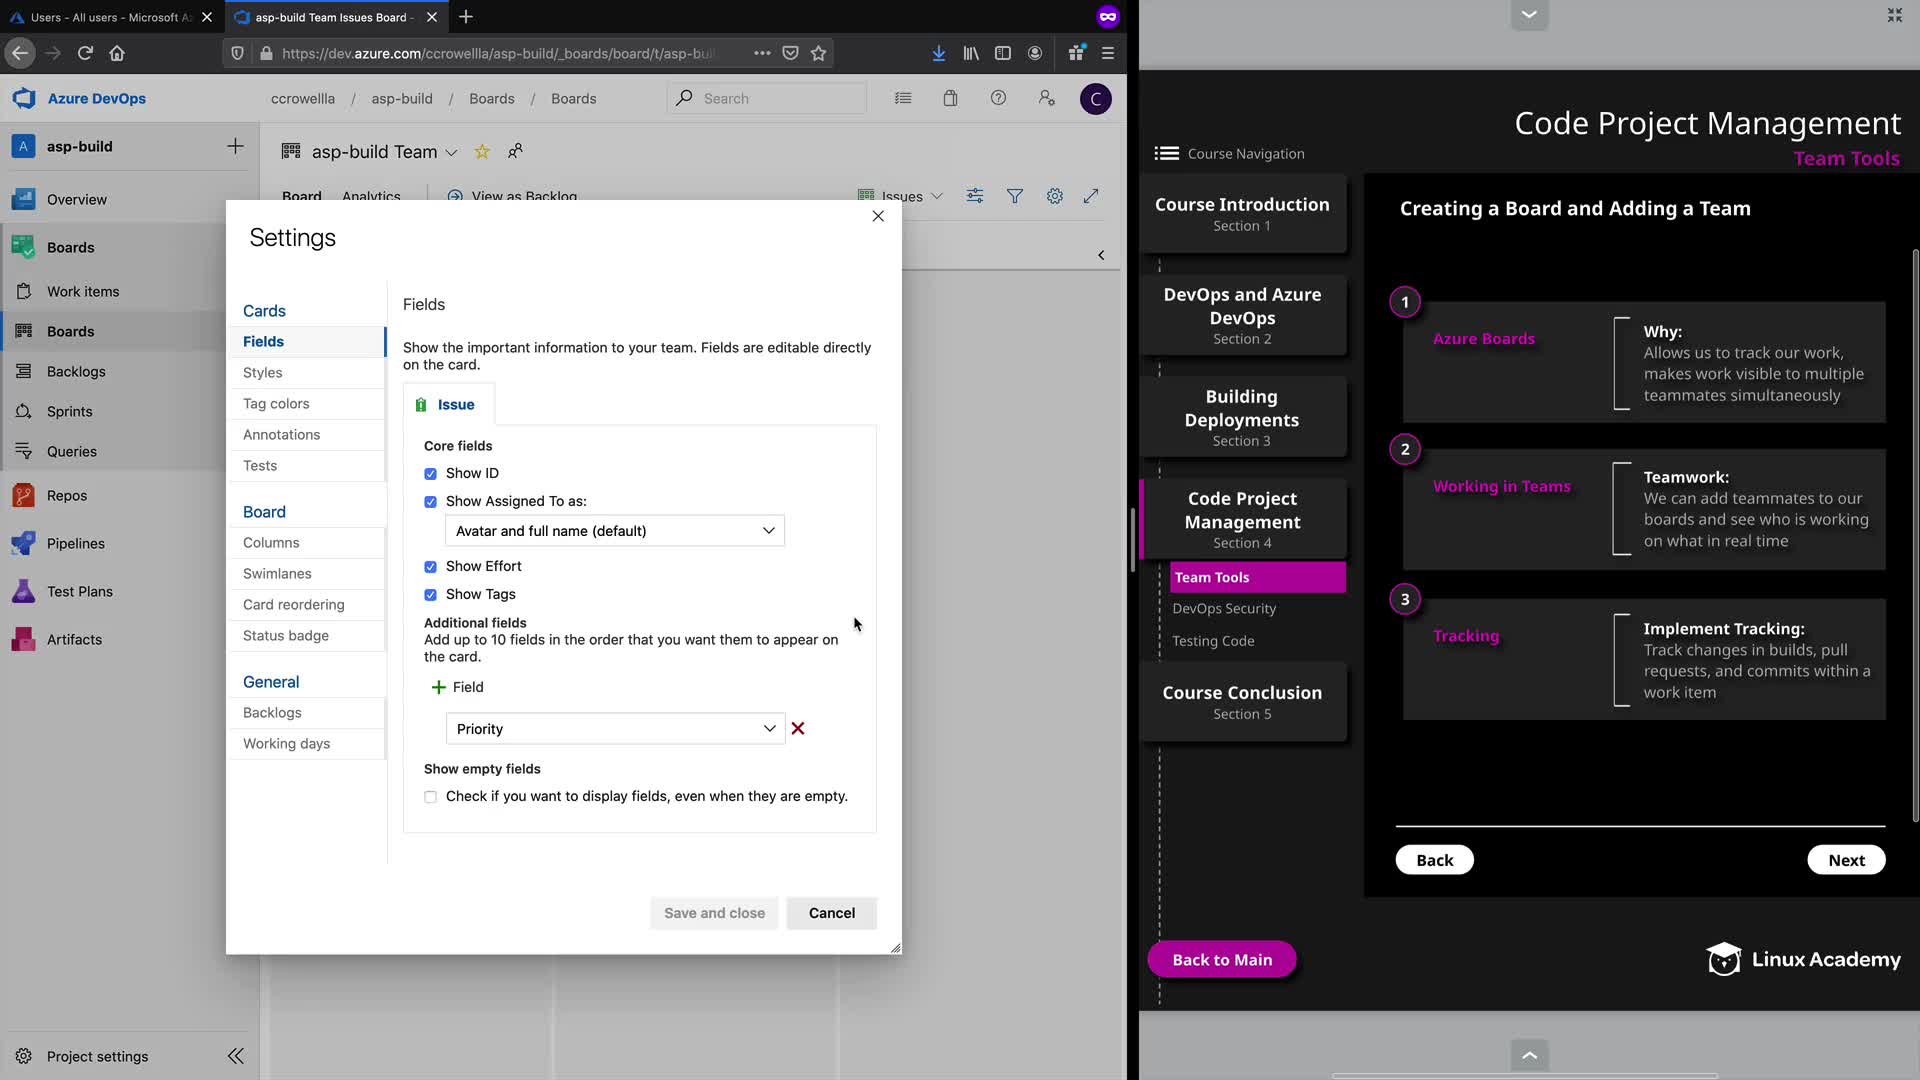 Users - All users - Microsoft Az
asp-build Team Issues Board -
https://dev.azure.com/ccrowellla/asp-build/_boards/board/t/asp-buil
Azure DevOps
ccrowellla / asp-build / Boards / Boards
Search
C
A
asp-build
asp-build Team
Overview
Board
Analytics
View as Backlog
Issues
Boards
Work items
Boards
Backlogs
Sprints
Queries
Repos
Pipelines
Test Plans
Artifacts
Project settings
Settings
Cards
Fields
Styles
Tag colors
Annotations
Tests
Board
Columns
Swimlanes
Card reordering
Status badge
General
Backlogs
Working days
Fields
Show the important information to your team. Fields are editable directly
on the card.
Issue
Core fields
Show ID
Show Assigned To as:
Avatar and full name (default)
Show Effort
Show Tags
Additional fields
Add up to 10 fields in the order that you want them to appear on
the card.
Field
Priority
Show empty fields
Check if you want to display fields, even when they are empty.
Save and close
Cancel
Code Project Management
Team Tools
Course Navigation
Course Introduction
Section 1
DevOps and Azure
DevOps
Section 2
Building
Deployments
Section 3
Code Project
Management
Section 4
Team Tools
DevOps Security
Testing Code
Course Conclusion
Section 5
Back to Main
Creating a Board and Adding a Team
1
Azure Boards
Why:
Allows us to track our work,
makes work visible to multiple
teammates simultaneously
2
Working in Teams
Teamwork:
We can add teammates to our
boards and see who is working
on what in real time
3
Tracking
Implement Tracking:
Track changes in builds, pull
requests, and commits within a
work item
Back
Next
Linux Academy